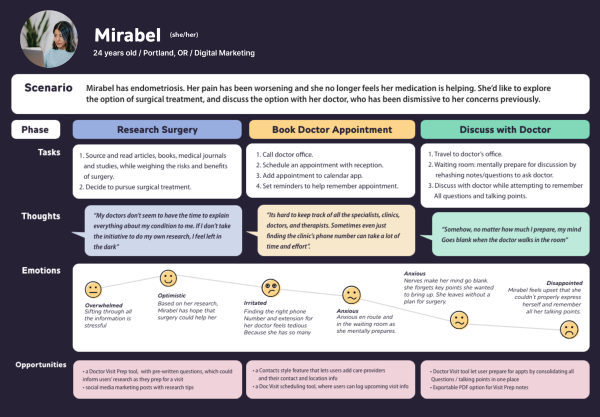 Mirabel (she/her)
24 years old / Portland, OR / Digital Marketing
Scenario
Mirabel has endometriosis. Her pain has been worsening and she no longer feels her medication is helping. She'd like to explore
the option of surgical treatment, and discuss the option with her doctor, who has been dismissive to her concerns previously.
Phase
Research Surgery
Book Doctor Appointment
Discuss with Doctor
Tasks
1. Source and read articles, books, medical journals
and studies, while weighing the risks and benefits
of surgery.
2. Decide to pursue surgical treatment.
1. Call doctor office.
2. Schedule an appointment with reception.
3. Add appointment to calendar app.
4. Set reminders to help remember appointment.
1. Travel to doctor's office.
2. Waiting room: mentally prepare for discussion by
rehashing notes/questions to ask doctor.
3. Discuss with doctor while attempting to remember
All questions and talking points.
Thoughts
"My doctors don't seem to have the time to explain
everything about my condition to me. If I don't take
the initiative to do my own research, I feel left in
the dark"
"Its hard to keep track of all the specialists, clinics,
doctors, and therapists. Sometimes even just
finding the clinic's phone number can take a lot of
time and effort".
"Somehow, no matter how much I prepare, my mind
Goes blank when the doctor walks in the room"
Emotions
Overwhelmed
Sifting through all
the information is
stressful
Optimistic
Based on her research,
Mirabel has hope that
surgery could help her
Irritated
Finding the right phone
Number and extension for
her doctor feels tedious
Because she has so many
Anxious
Anxious en route and
in the waiting room as
she mentally prepares.
Anxious
Nerves make her mind go blank.
she forgets key points she wanted
to bring up. She leaves without a
plan for surgery.
Disappointed
Mirabel feels upset that she
couldn't properly express
herself and remember
all her talking points.
Opportunities
• a Doctor Visit Prep tool, with pre-written questions, which could
inform users' research as they prep for a visit
• social media marketing posts with research tips
• a Contacts style feature that lets users add care providers
and their contact and location info
• a Doc Visit scheduling tool, where users can log upcoming visit info
• Doctor Visit tool let user prepare for appts by consolidating all
Questions / talking points in one place
• Exportable PDF option for Visit Prep notes